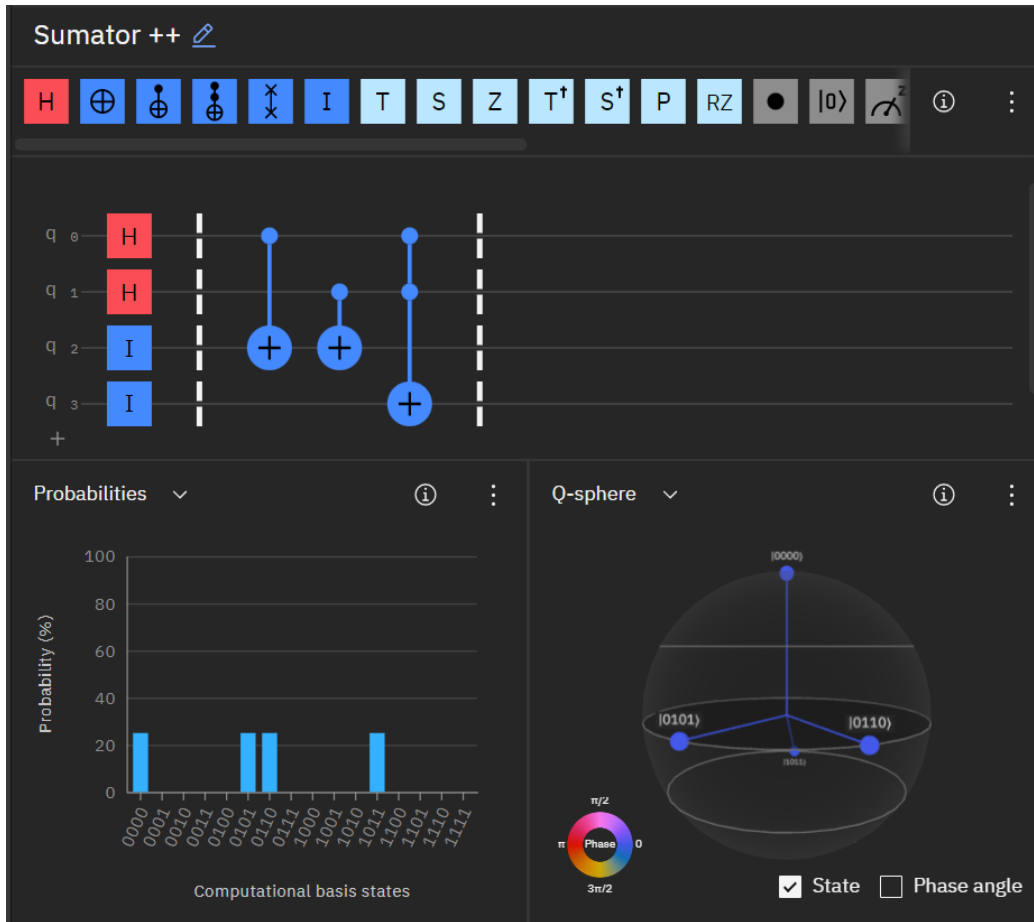 Sumator ++
H T S Z T† S† P RZ |0⟩ z
I
q 0 H
q 1 H
q 2 I
q 3 I
+
Probabilities
Q-sphere
100
80
60
40
20
0
Probability (%)
0000 0001 0010 0011 0100 0101 0110 0111 1000 1001 1010 1011 1100 1101 1110 1111
Computational basis states
|0000⟩
|0101⟩
|0110⟩
|1011⟩
π/2
π Phase 0
3π/2
State Phase angle